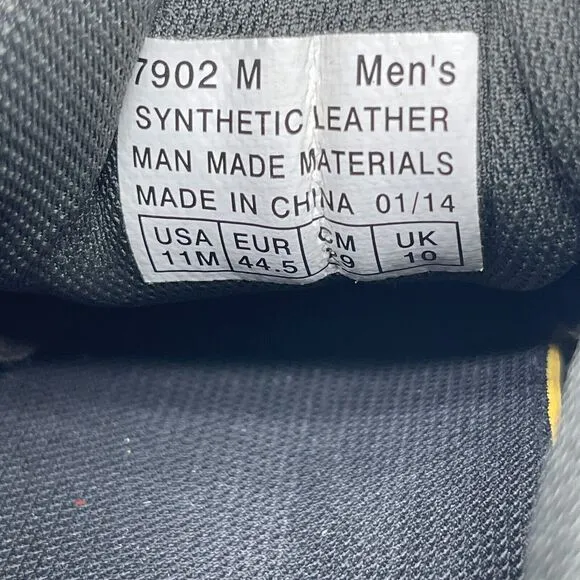 7902 M Men's
SYNTHETIC LEATHER
MAN MADE MATERIALS
MADE IN CHINA 01/14
USA EUR CM UK
11M 44.5 29 10